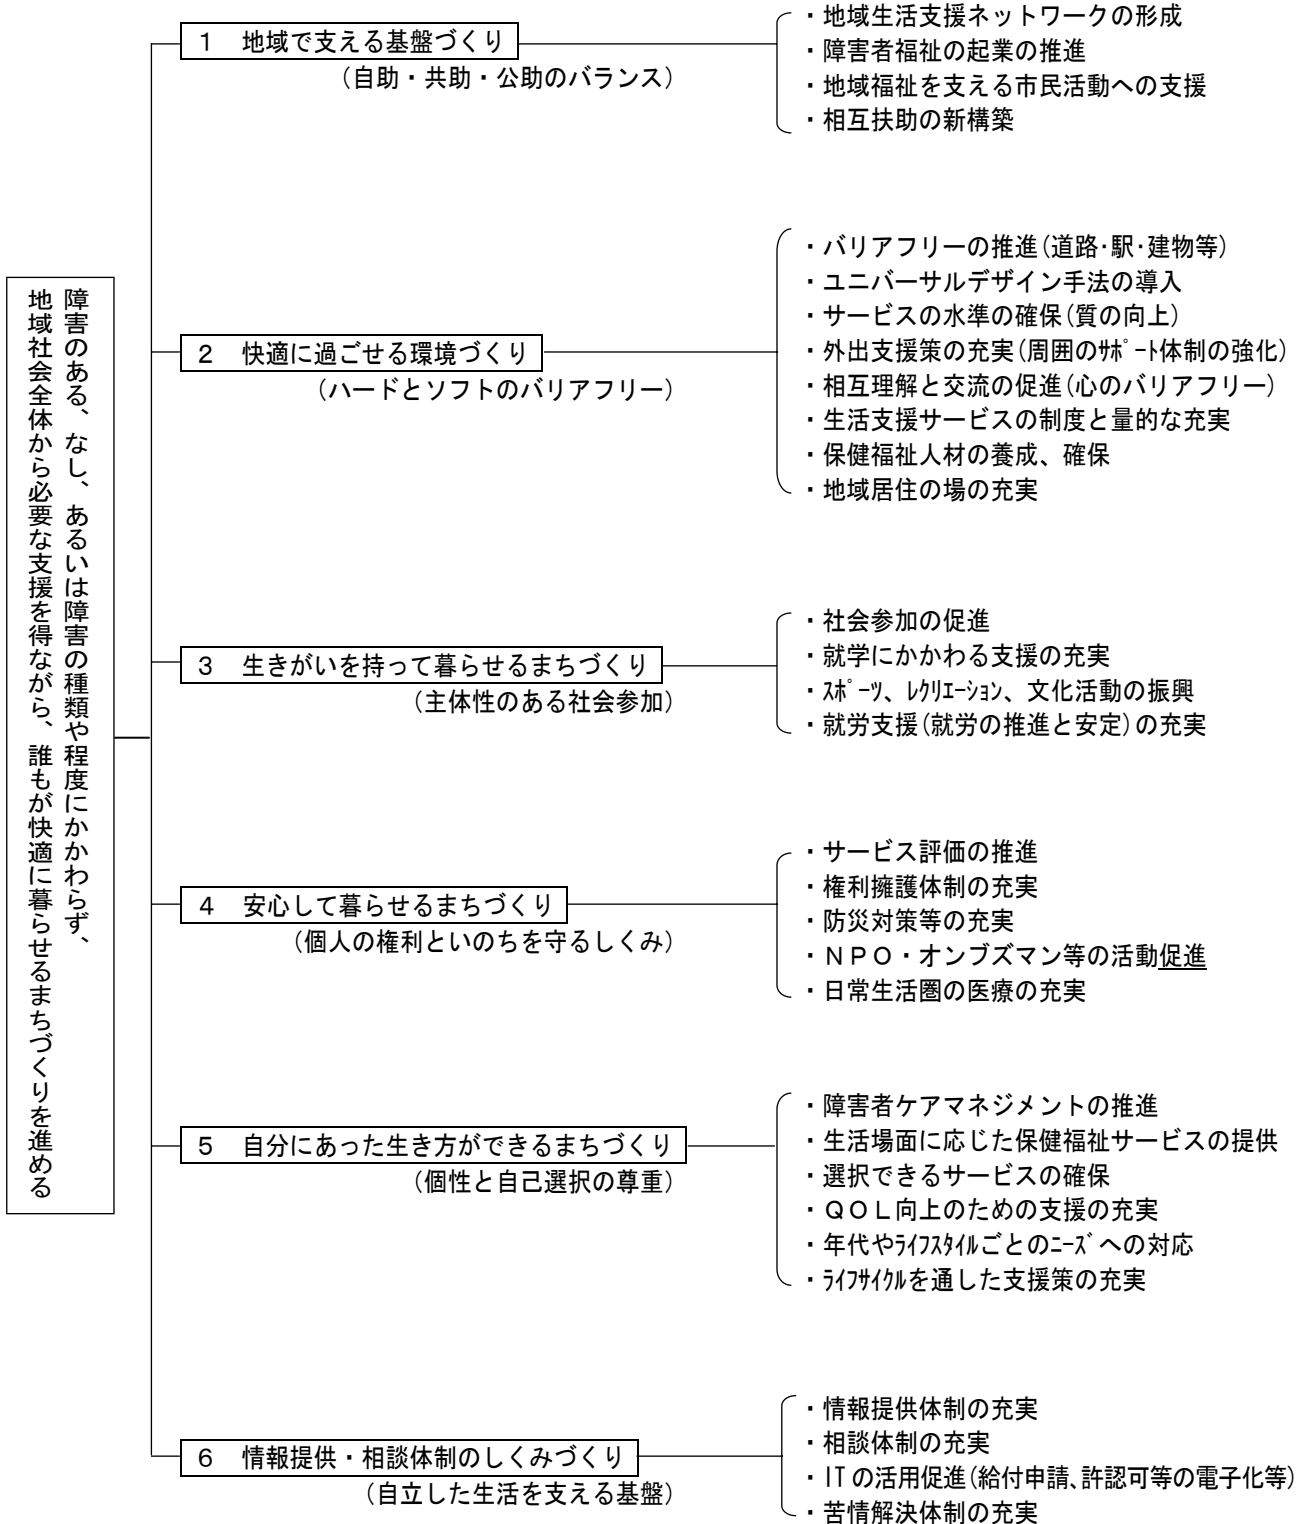 障害のある、なし、あるいは障害の種類や程度にかかわらず、
地域社会全体から必要な支援を得ながら、誰もが快適に暮らせるまちづくりを進める
1 地域で支える基盤づくり
（自助・共助・公助のバランス）
・地域生活支援ネットワークの形成
・障害者福祉の起業の推進
・地域福祉を支える市民活動への支援
・相互扶助の新構築
2 快適に過ごせる環境づくり
（ハードとソフトのバリアフリー）
・バリアフリーの推進(道路･駅･建物等)
・ユニバーサルデザイン手法の導入
・サービスの水準の確保(質の向上)
・外出支援策の充実(周囲のｻﾎﾟｰﾄ体制の強化)
・相互理解と交流の促進(心のバリアフリー)
・生活支援サービスの制度と量的な充実
・保健福祉人材の養成、確保
・地域居住の場の充実
3 生きがいを持って暮らせるまちづくり
（主体性のある社会参加）
・社会参加の促進
・就学にかかわる支援の充実
・ｽﾎﾟｰﾂ、ﾚｸﾘｴｰｼｮﾝ、文化活動の振興
・就労支援(就労の推進と安定)の充実
4 安心して暮らせるまちづくり
（個人の権利といのちを守るしくみ）
・サービス評価の推進
・権利擁護体制の充実
・防災対策等の充実
・ＮＰＯ・オンブズマン等の活動促進
・日常生活圏の医療の充実
5 自分にあった生き方ができるまちづくり
（個性と自己選択の尊重）
・障害者ケアマネジメントの推進
・生活場面に応じた保健福祉サービスの提供
・選択できるサービスの確保
・ＱＯＬ向上のための支援の充実
・年代やﾗｲﾌｽﾀｲﾙごとのﾆｰｽﾞへの対応
・ﾗｲﾌｻｲｸﾙを通した支援策の充実
6 情報提供・相談体制のしくみづくり
（自立した生活を支える基盤）
・情報提供体制の充実
・相談体制の充実
・ITの活用促進(給付申請､許認可等の電子化等)
・苦情解決体制の充実